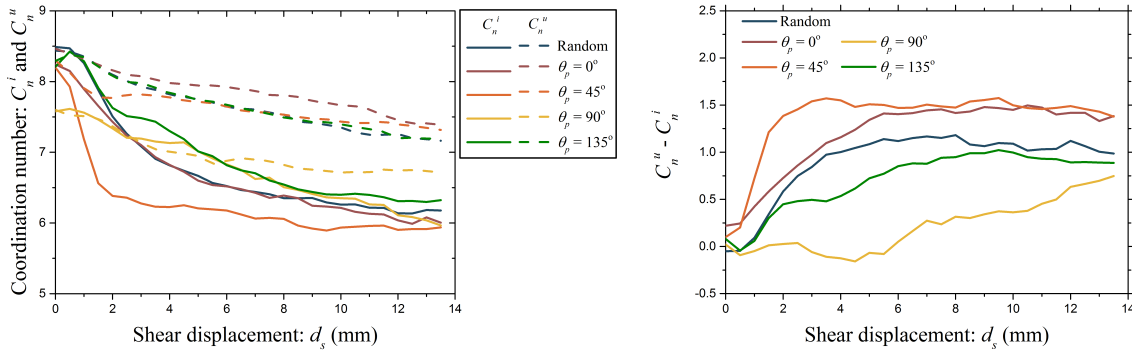 Coordination number: C_n^i and C_n^u
9
8
7
6
5
0 2 4 6 8 10 12 14
Shear displacement: d_s (mm)
C_n^i C_n^u
Random
θ_p = 0°
θ_p = 45°
θ_p = 90°
θ_p = 135°
C_n^u - C_n^i
2.5
2.0
1.5
1.0
0.5
0.0
-0.5
0 2 4 6 8 10 12 14
Shear displacement: d_s (mm)
Random
θ_p = 0° θ_p = 90°
θ_p = 45° θ_p = 135°